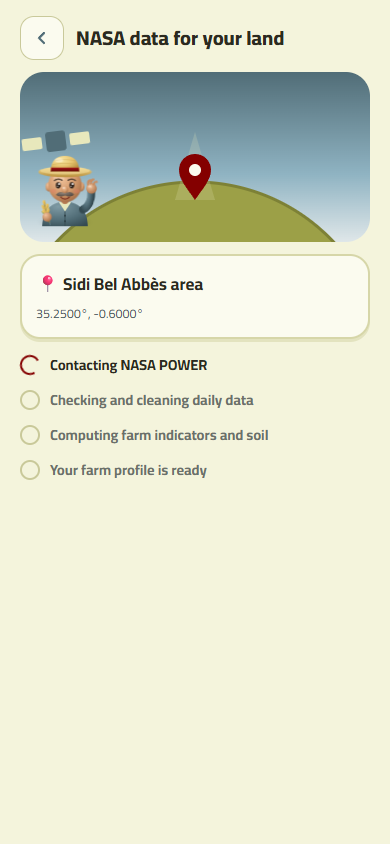 NASA data for your land
Sidi Bel Abbès area
35.2500°, -0.6000°
Contacting NASA POWER
Checking and cleaning daily data
Computing farm indicators and soil
Your farm profile is ready